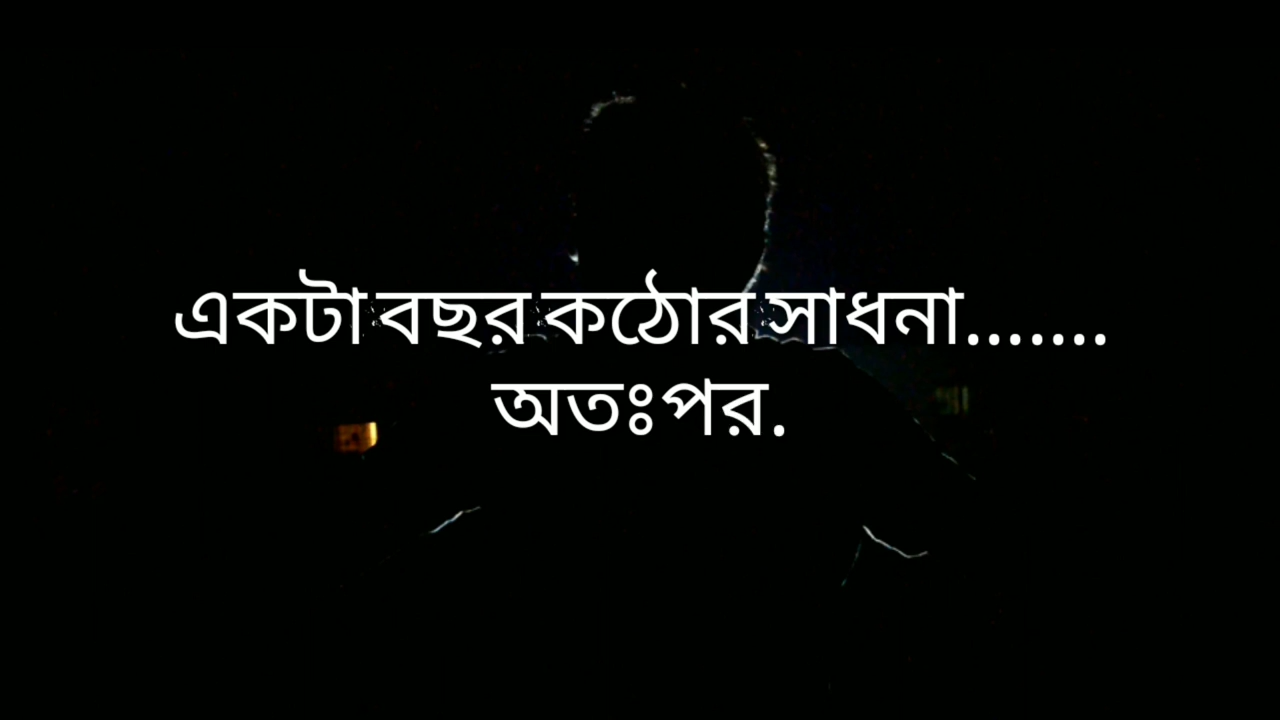 একটা বছর কঠোর সাধনা.......
অতঃপর.